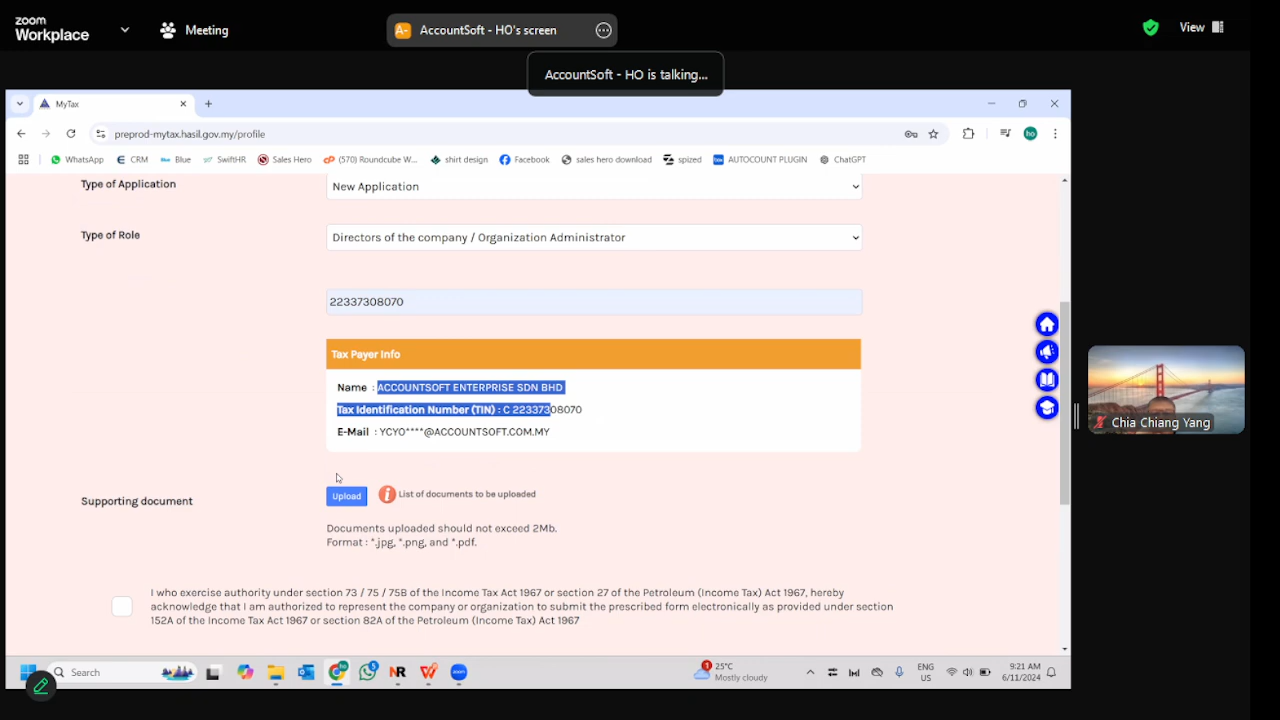 zoom
Workplace
Meeting
A-
AccountSoft - HO's screen
View
AccountSoft - HO is talking...
MyTax
preprod-mytax.hasil.gov.my/profile
ho
WhatsApp
CRM
Blue
SwiftHR
Sales Hero
(570) Roundcube W...
shirt design
Facebook
sales hero download
spized
AUTOCOUNT PLUGIN
ChatGPT
Type of Application
New Application
Type of Role
Directors of the company / Organization Administrator
22337308070
Tax Payer Info
Name : ACCOUNTSOFT ENTERPRISE SDN BHD
Tax Identification Number (TIN) : C 22337308070
E-Mail : YCYO****@ACCOUNTSOFT.COM.MY
Supporting document
Upload
List of documents to be uploaded
Documents uploaded should not exceed 2Mb.
Format : *.jpg, *.png, and *.pdf.
I who exercise authority under section 73 / 75 / 75B of the Income Tax Act 1967 or section 27 of the Petroleum (Income Tax) Act 1967, hereby
acknowledge that I am authorized to represent the company or organization to submit the prescribed form electronically as provided under section
152A of the Income Tax Act 1967 or section 82A of the Petroleum (Income Tax) Act 1967
Chia Chiang Yang
Search
5
1
25°C
Mostly cloudy
ENG
US
9:21 AM
6/11/2024